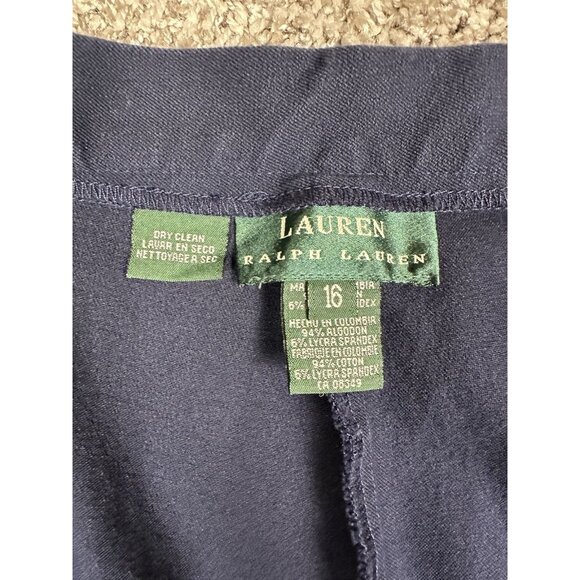 DRY CLEAN
LAVAR EN SECO
NETTOYAGE A SEC
LAUREN
RALPH LAUREN
16
6%
HECHO EN COLOMBIA
94% ALGODON
6% LYCRA SPANDEX
FABRIQUE EN COLOMBIE
94% COTON
6% LYCRA SPANDEX
CA 08349